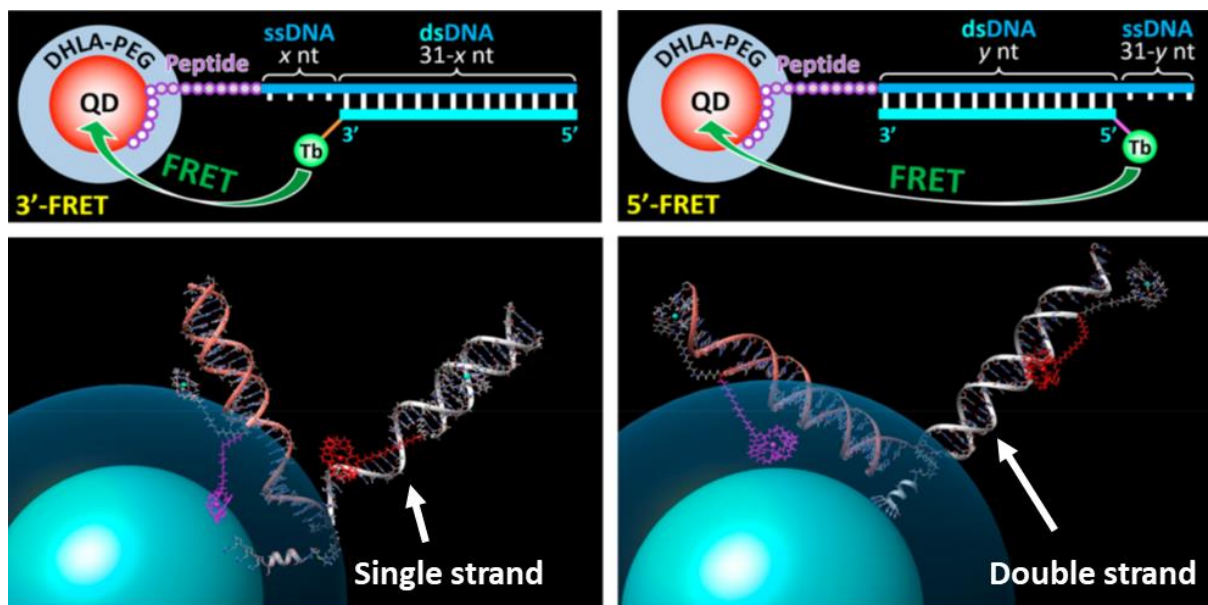 DHLA-PEG
QD
Peptide
ssDNA
x nt
dsDNA
31-x nt
3’
5’
Tb
FRET
3’-FRET
DHLA-PEG
QD
Peptide
dsDNA
y nt
ssDNA
31-y nt
3’
5’
Tb
FRET
5’-FRET
Single strand
Double strand